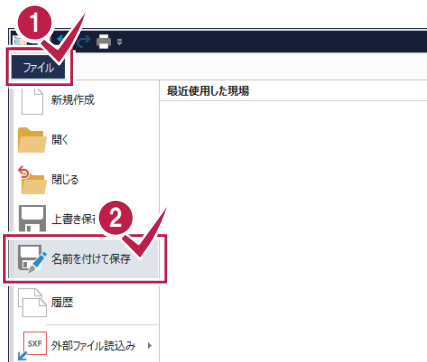 1
ファイル
最近使用した現場
新規作成
開く
閉じる
上書き保
2
名前を付けて保存
履歴
SXF 外部ファイル読込み